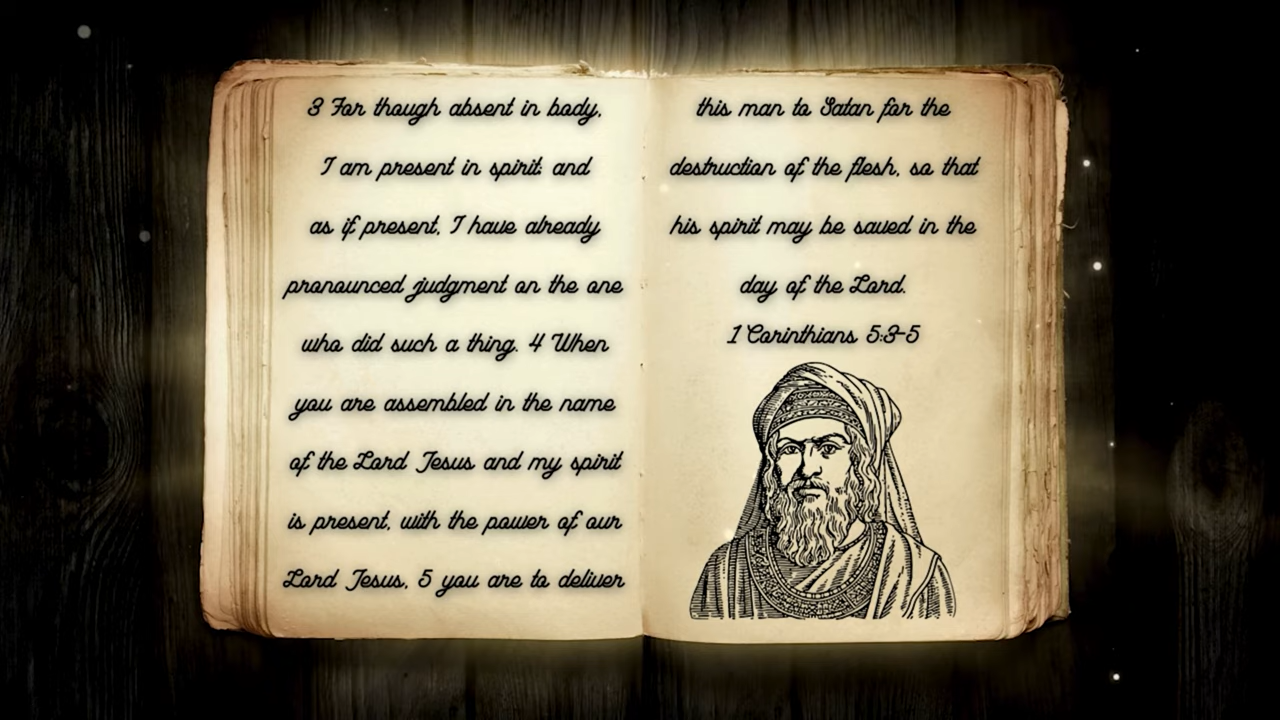 3 For though absent in body,
I am present in spirit; and
as if present, I have already
pronounced judgment on the one
who did such a thing. 4 When
you are assembled in the name
of the Lord Jesus and my spirit
is present, with the power of our
Lord Jesus, 5 you are to deliver
this man to Satan for the
destruction of the flesh, so that
his spirit may be saved in the
day of the Lord.
1 Corinthians 5:3-5